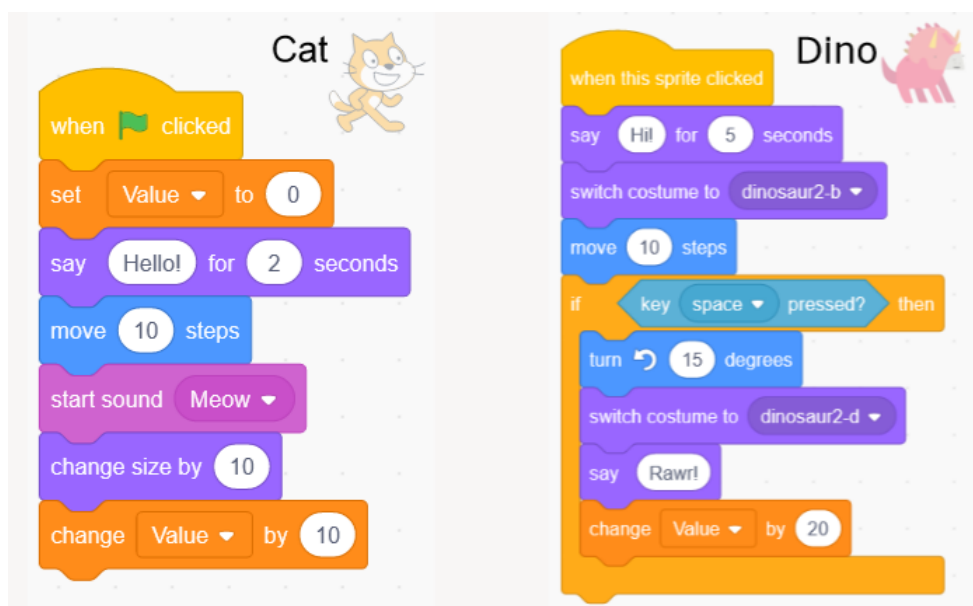 Cat
when clicked
set Value to 0
say Hello! for 2 seconds
move 10 steps
start sound Meow
change size by 10
change Value by 10
Dino
when this sprite clicked
say Hi! for 5 seconds
switch costume to dinosaur2-b
move 10 steps
if key space pressed? then
turn 15 degrees
switch costume to dinosaur2-d
say Rawr!
change Value by 20